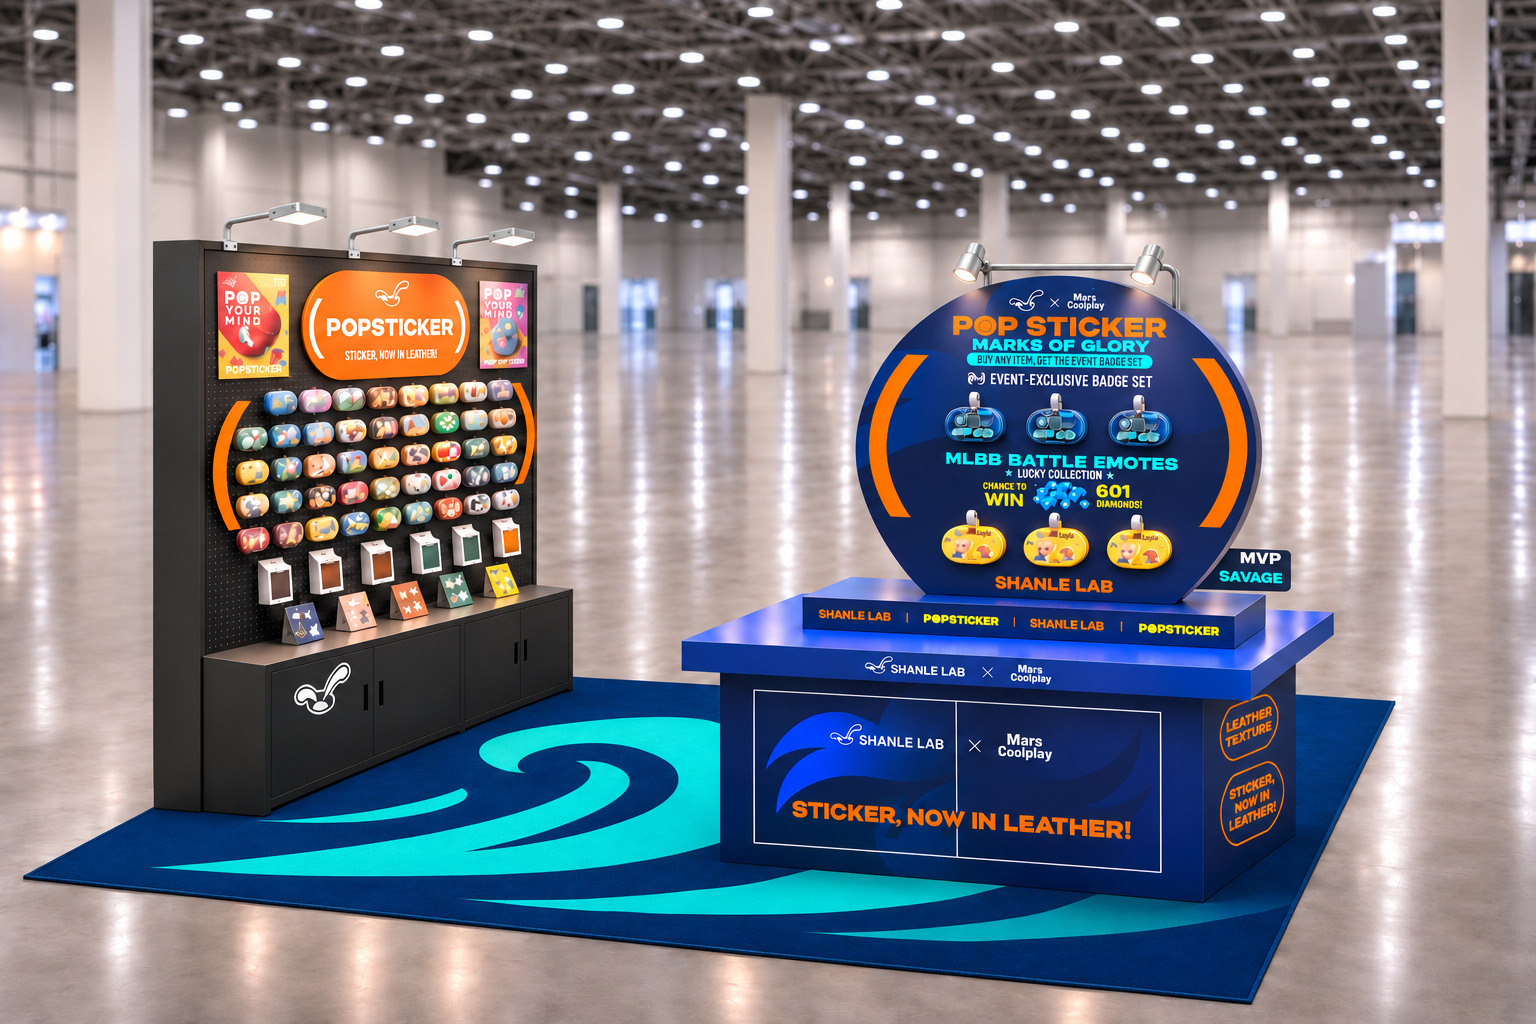 POP
YOUR
MIND
POPSTICKER
POPSTICKER
STICKER, NOW IN LEATHER!
POP
YOUR
MIND
Mars
Coolplay
POP STICKER
MARKS OF GLORY
BUY ANY ITEM, GET THE EVENT BADGE SET
EVENT-EXCLUSIVE BADGE SET
MLBB BATTLE EMOTES
★ LUCKY COLLECTION ★
CHANCE TO
WIN
601
DIAMONDS!
Layla
Layla
Layla
SHANLE LAB
MVP
SAVAGE
SHANLE LAB | POPSTICKER | SHANLE LAB | POPSTICKER
SHANLE LAB × Mars
Coolplay
SHANLE LAB × Mars
Coolplay
STICKER, NOW IN LEATHER!
LEATHER
TEXTURE
STICKER,
NOW IN
LEATHER!